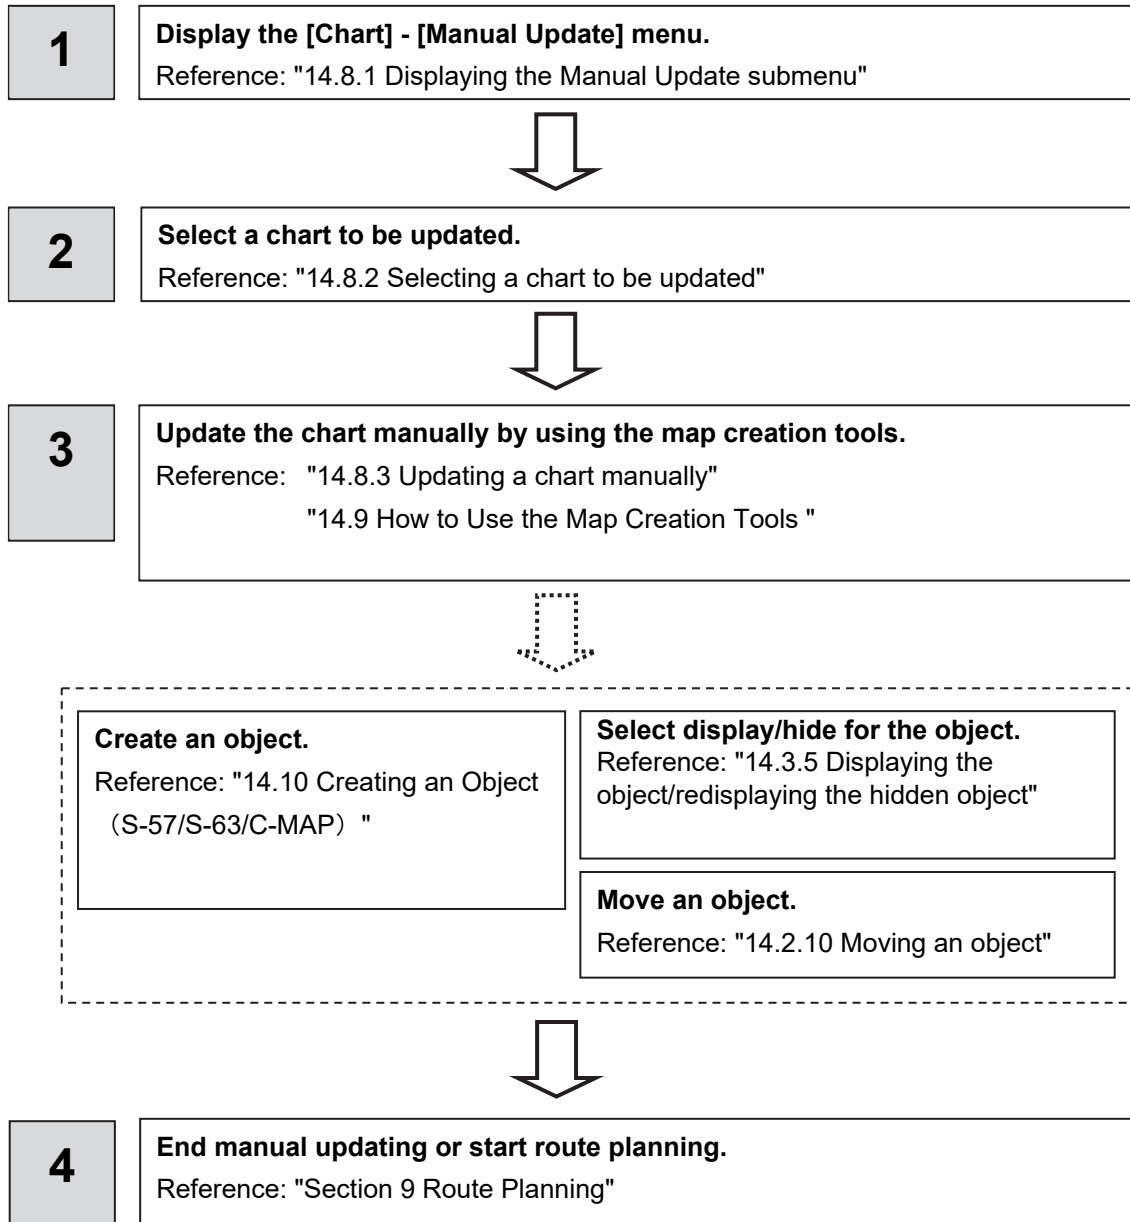 1
Display the [Chart] - [Manual Update] menu.
Reference: "14.8.1 Displaying the Manual Update submenu"
2
Select a chart to be updated.
Reference: "14.8.2 Selecting a chart to be updated"
3
Update the chart manually by using the map creation tools.
Reference: "14.8.3 Updating a chart manually"
"14.9 How to Use the Map Creation Tools "
Create an object.
Reference: "14.10 Creating an Object
（S-57/S-63/C-MAP）"
Select display/hide for the object.
Reference: "14.3.5 Displaying the
object/redisplaying the hidden object"
Move an object.
Reference: "14.2.10 Moving an object"
4
End manual updating or start route planning.
Reference: "Section 9 Route Planning"